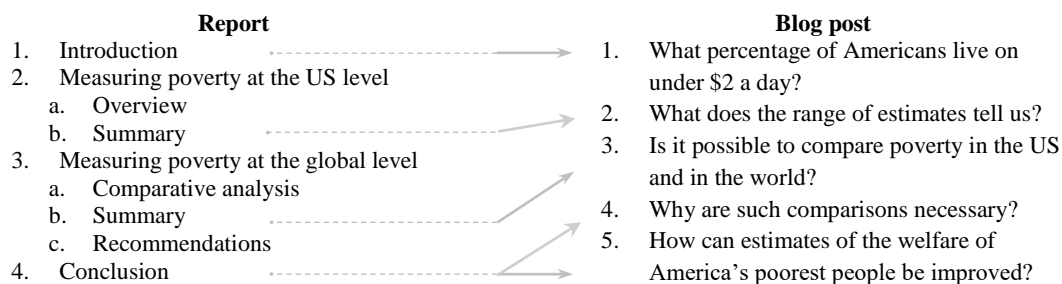 Report
1. Introduction
2. Measuring poverty at the US level
a. Overview
b. Summary
3. Measuring poverty at the global level
a. Comparative analysis
b. Summary
c. Recommendations
4. Conclusion
Blog post
1. What percentage of Americans live on
under $2 a day?
2. What does the range of estimates tell us?
3. Is it possible to compare poverty in the US
and in the world?
4. Why are such comparisons necessary?
5. How can estimates of the welfare of
America’s poorest people be improved?